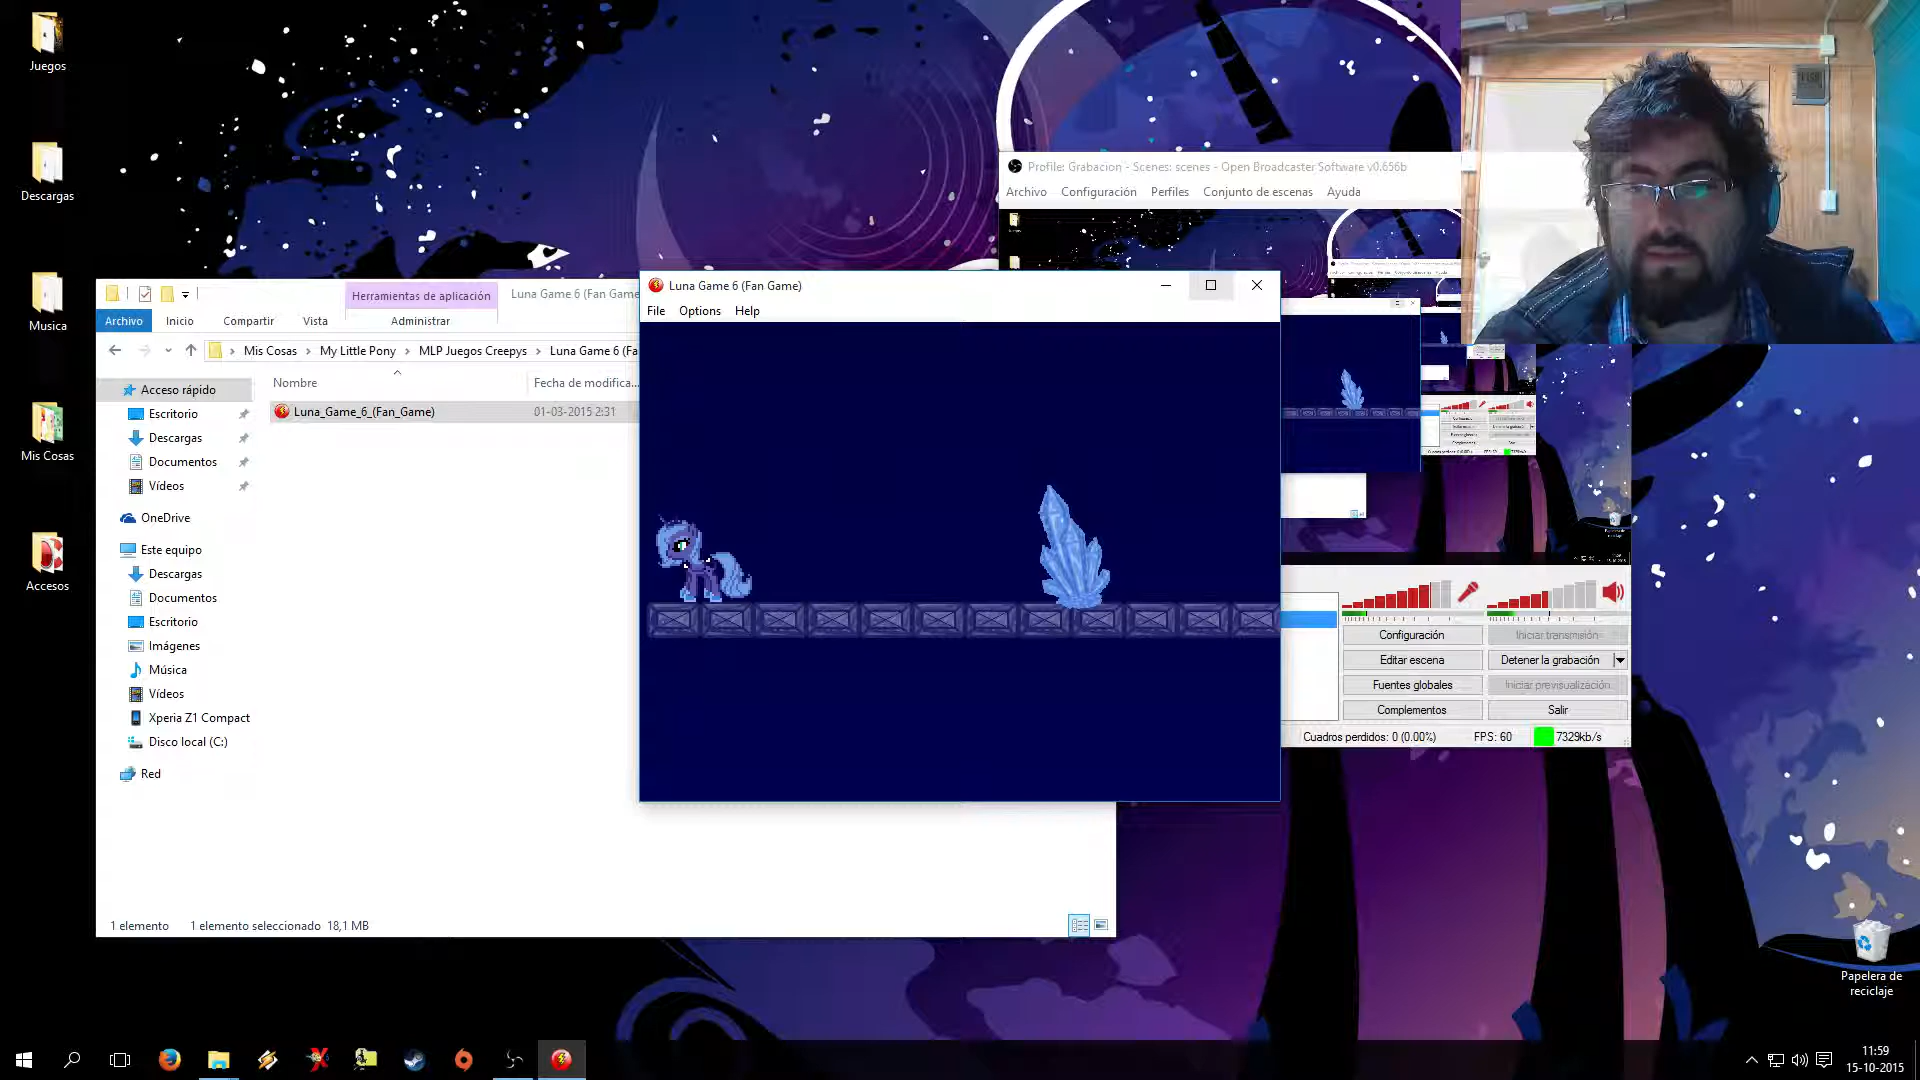 Juegos
Descargas
Musica
Mis Cosas
Accesos
Profile: Grabacion - Scenes: scenes - Open Broadcaster Software v0.656b
Archivo Configuración Perfiles Conjunto de escenas Ayuda
Herramientas de aplicación
Luna Game 6 (Fan Game
Archivo Inicio Compartir Vista Administrar
Mis Cosas My Little Pony MLP Juegos Creepys Luna Game 6 (Fa
Nombre Fecha de modifica...
Luna_Game_6_(Fan_Game) 01-03-2015 2:31
Acceso rápido
Escritorio
Descargas
Documentos
Vídeos
OneDrive
Este equipo
Descargas
Documentos
Escritorio
Imágenes
Música
Vídeos
Xperia Z1 Compact
Disco local (C:)
Red
1 elemento 1 elemento seleccionado 18,1 MB
Luna Game 6 (Fan Game)
File Options Help
Configuración Iniciar transmisión
Editar escena Detener la grabación
Fuentes globales Iniciar previsualización
Complementos Salir
Cuadros perdidos: 0 (0.00%) FPS: 60 7329kb/s
Papelera de
reciclaje
11:59
15-10-2015